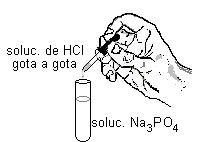 soluc. de HCl
gota a gota
soluc. Na₃PO₄